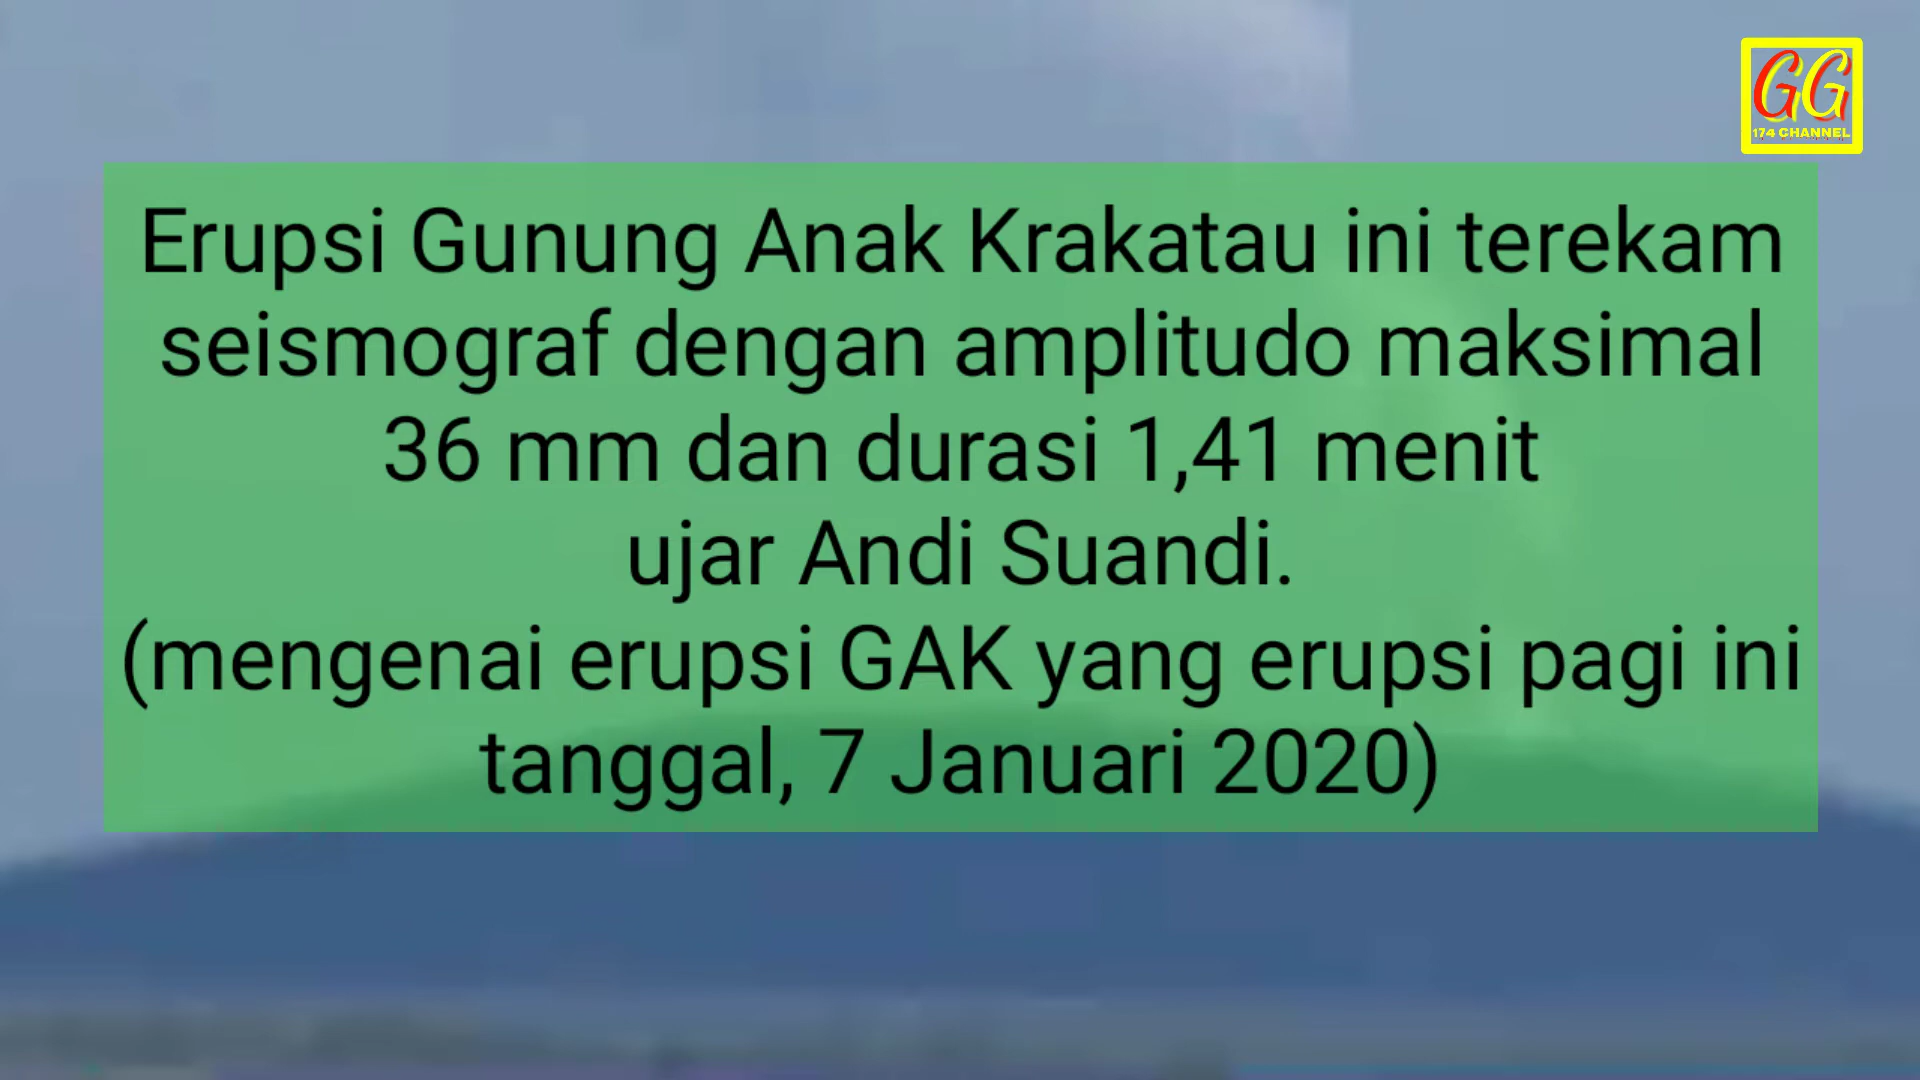 GG
174 CHANNEL
Erupsi Gunung Anak Krakatau ini terekam
seismograf dengan amplitudo maksimal
36 mm dan durasi 1,41 menit
ujar Andi Suandi.
(mengenai erupsi GAK yang erupsi pagi ini
tanggal, 7 Januari 2020)